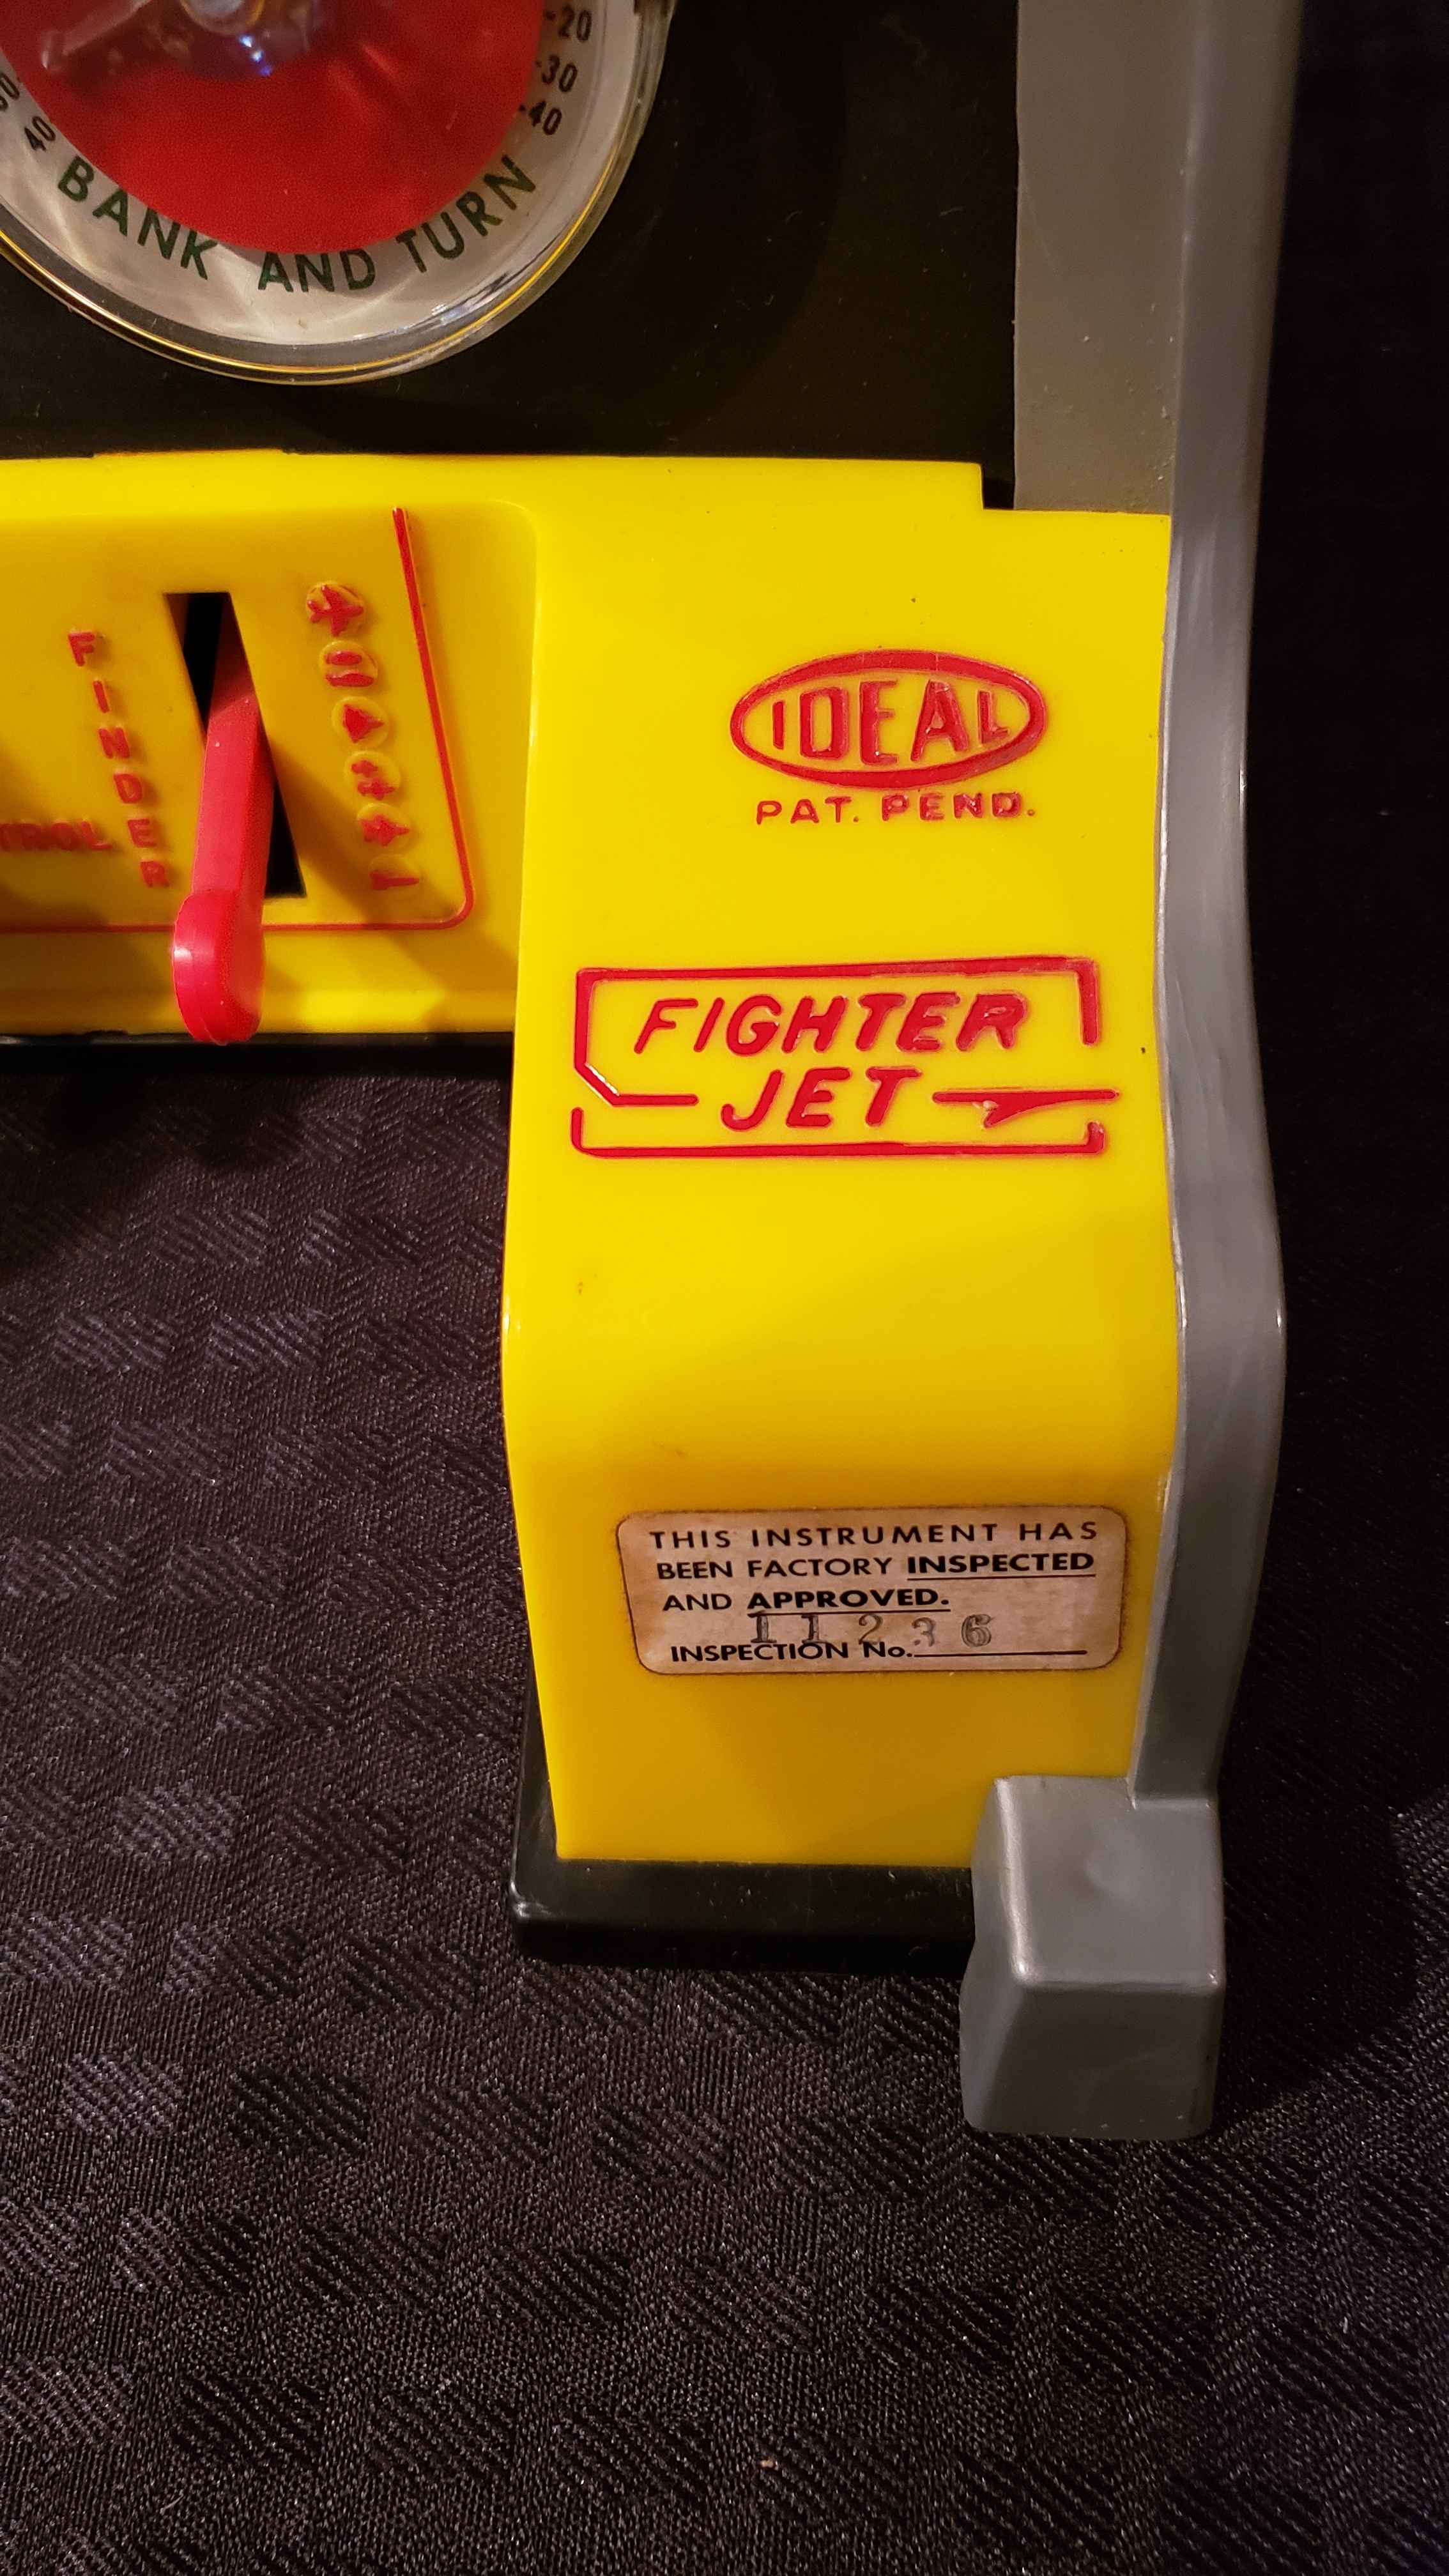 -20
-30
-40
40
BANK AND TURN
FINDER
TROL
IDEAL
PAT. PEND.
FIGHTER
JET
THIS INSTRUMENT HAS
BEEN FACTORY INSPECTED
AND APPROVED.
11236
INSPECTION No.